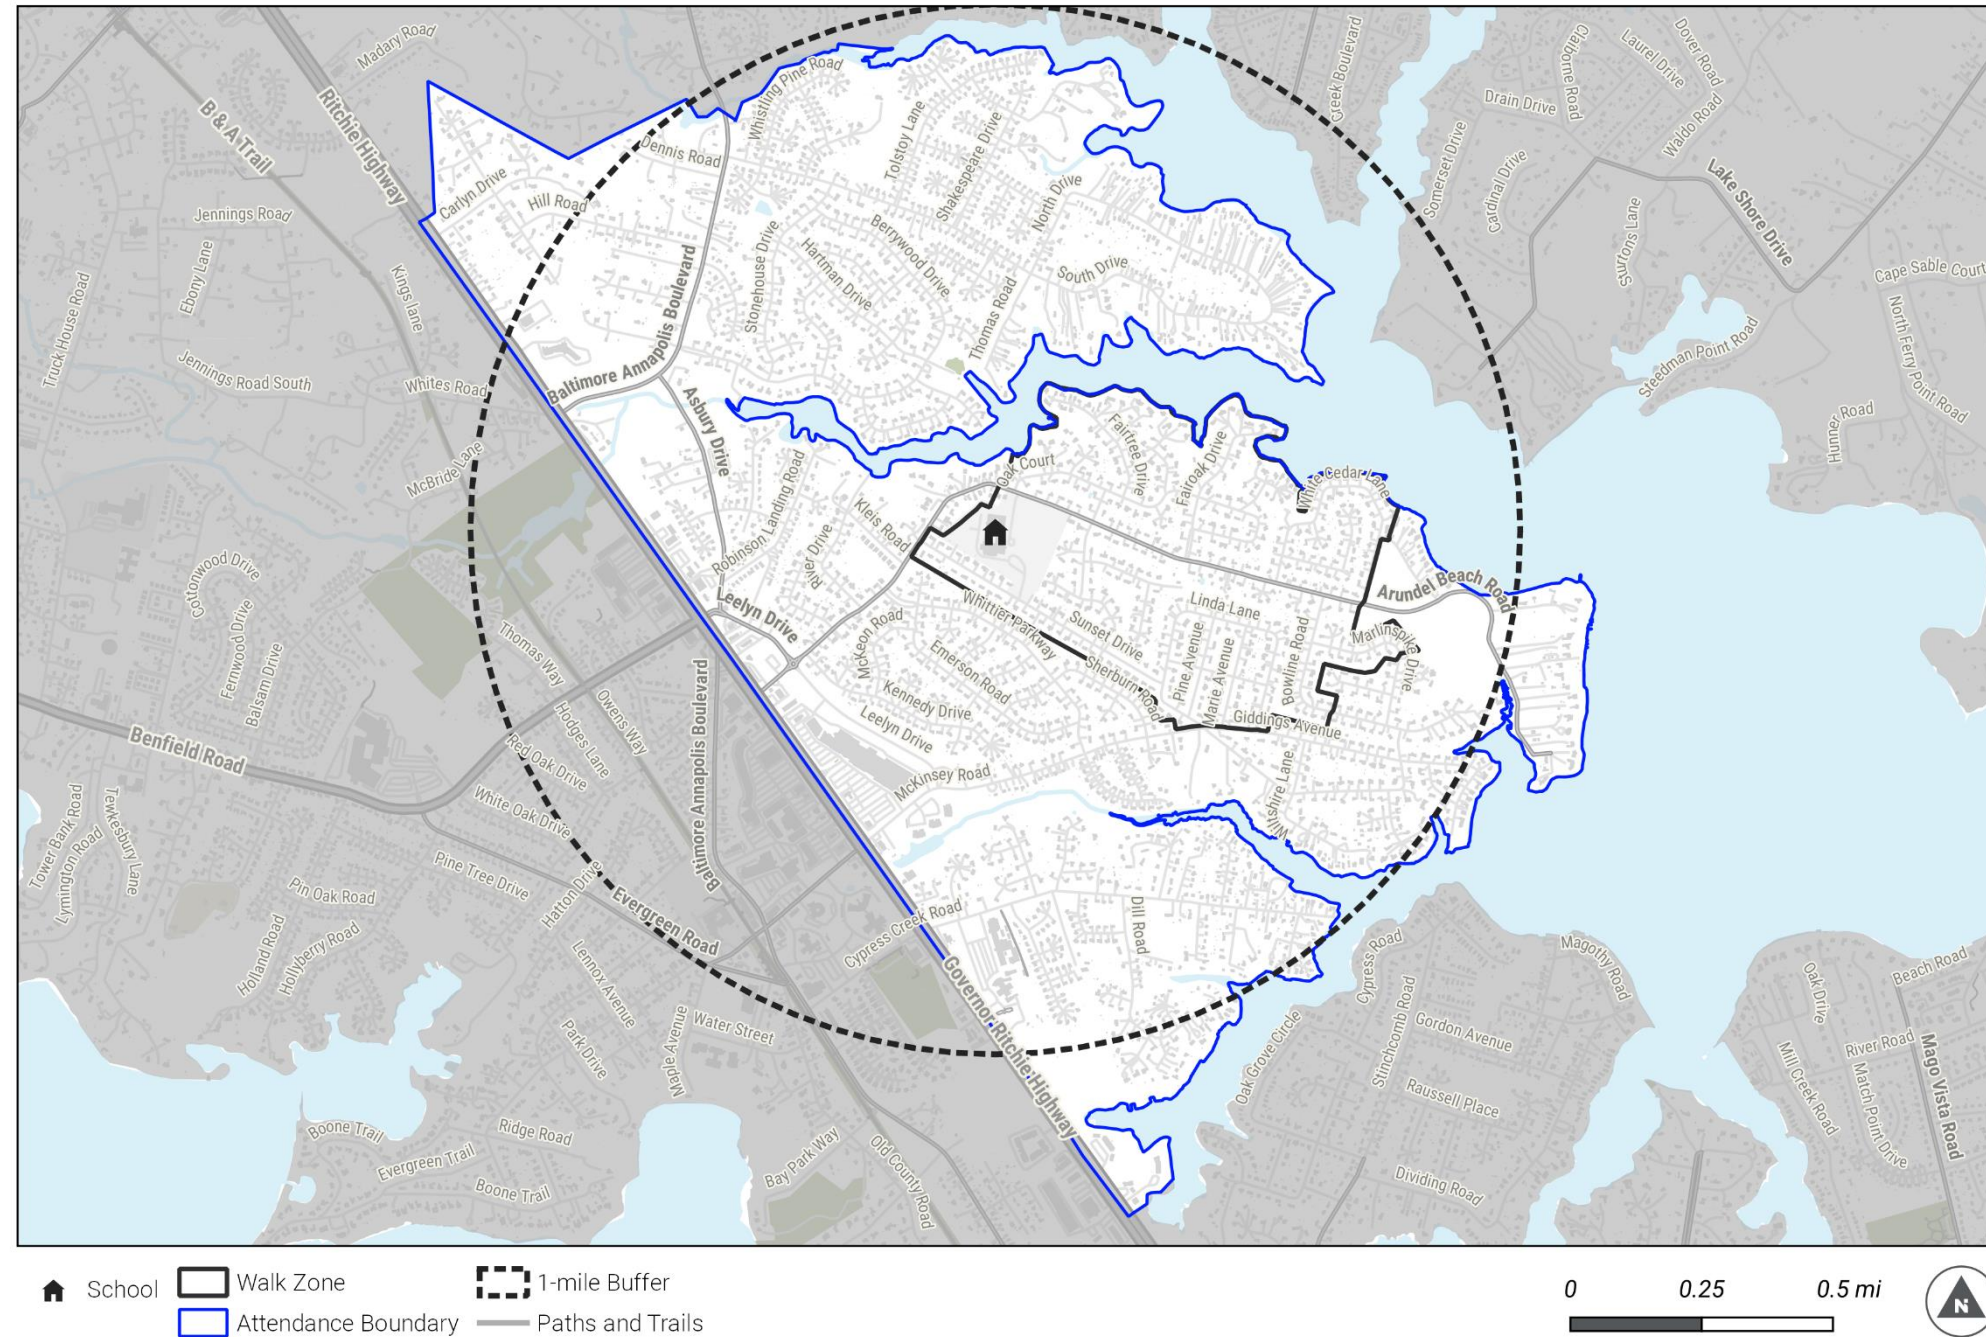 Madary Road
B & A Trail
Ritchie Highway
Whistling Pine Road
Dennis Road
Tolstoy Lane
Shakespeare Drive
Creek Boulevard
Claiborne Road
Laurel Drive
Dover Road
Drain Drive
Waldo Road
Somerset Drive
Cardinal Drive
Lake Shore Drive
Carlyn Drive
Hill Road
Jennings Road
Ebony Lane
Kings Lane
Truck House Road
North Drive
Berrywood Drive
Hartman Drive
Stonehouse Drive
South Drive
Thomas Road
Surfons Lane
Cape Sable Court
North Ferry Point Road
Steedman Point Road
Baltimore Annapolis Boulevard
Jennings Road South
Whites Road
Asbury Drive
McBride Lane
Fairtree Drive
Fairoak Drive
Oak Court
White Cedar Lane
Robinson Landing Road
Kleis Road
River Drive
Cottonwood Drive
Fernwood Drive
Balsam Drive
Leelyn Drive
Whittier Parkway
Sunset Drive
Linda Lane
Arundel Beach Road
Marlinspike Drive
Bowline Road
Pine Avenue
Marie Avenue
Sherburn Road
Giddings Avenue
McKeon Road
Emerson Road
Kennedy Drive
Leelyn Drive
McKinsey Road
Wiltshire Lane
Thomas Way
Owens Way
Hodges Lane
Baltimore Annapolis Boulevard
Benfield Road
Red Oak Drive
White Oak Drive
Tower Bank Road
Lymington Road
Tewkesbury Lane
Pine Tree Drive
Pin Oak Road
Hatton Drive
Evergreen Road
Holland Road
Hollyberry Road
Lennox Avenue
Cypress Creek Road
Dill Road
Governor Ritchie Highway
Cypress Road
Magothy Road
Stinchcomb Road
Gordon Avenue
Oak Grove Circle
Raussell Place
Dividing Road
Oak Drive
Beach Road
River Road
Mill Creek Road
Match Point Drive
Mago Vista Road
Water Street
Maple Avenue
Park Drive
Boone Trail
Ridge Road
Evergreen Trail
Boone Trail
Bay Park Way
Old County Road
School
Walk Zone
1-mile Buffer
Attendance Boundary
Paths and Trails
0 0.25 0.5 mi
N